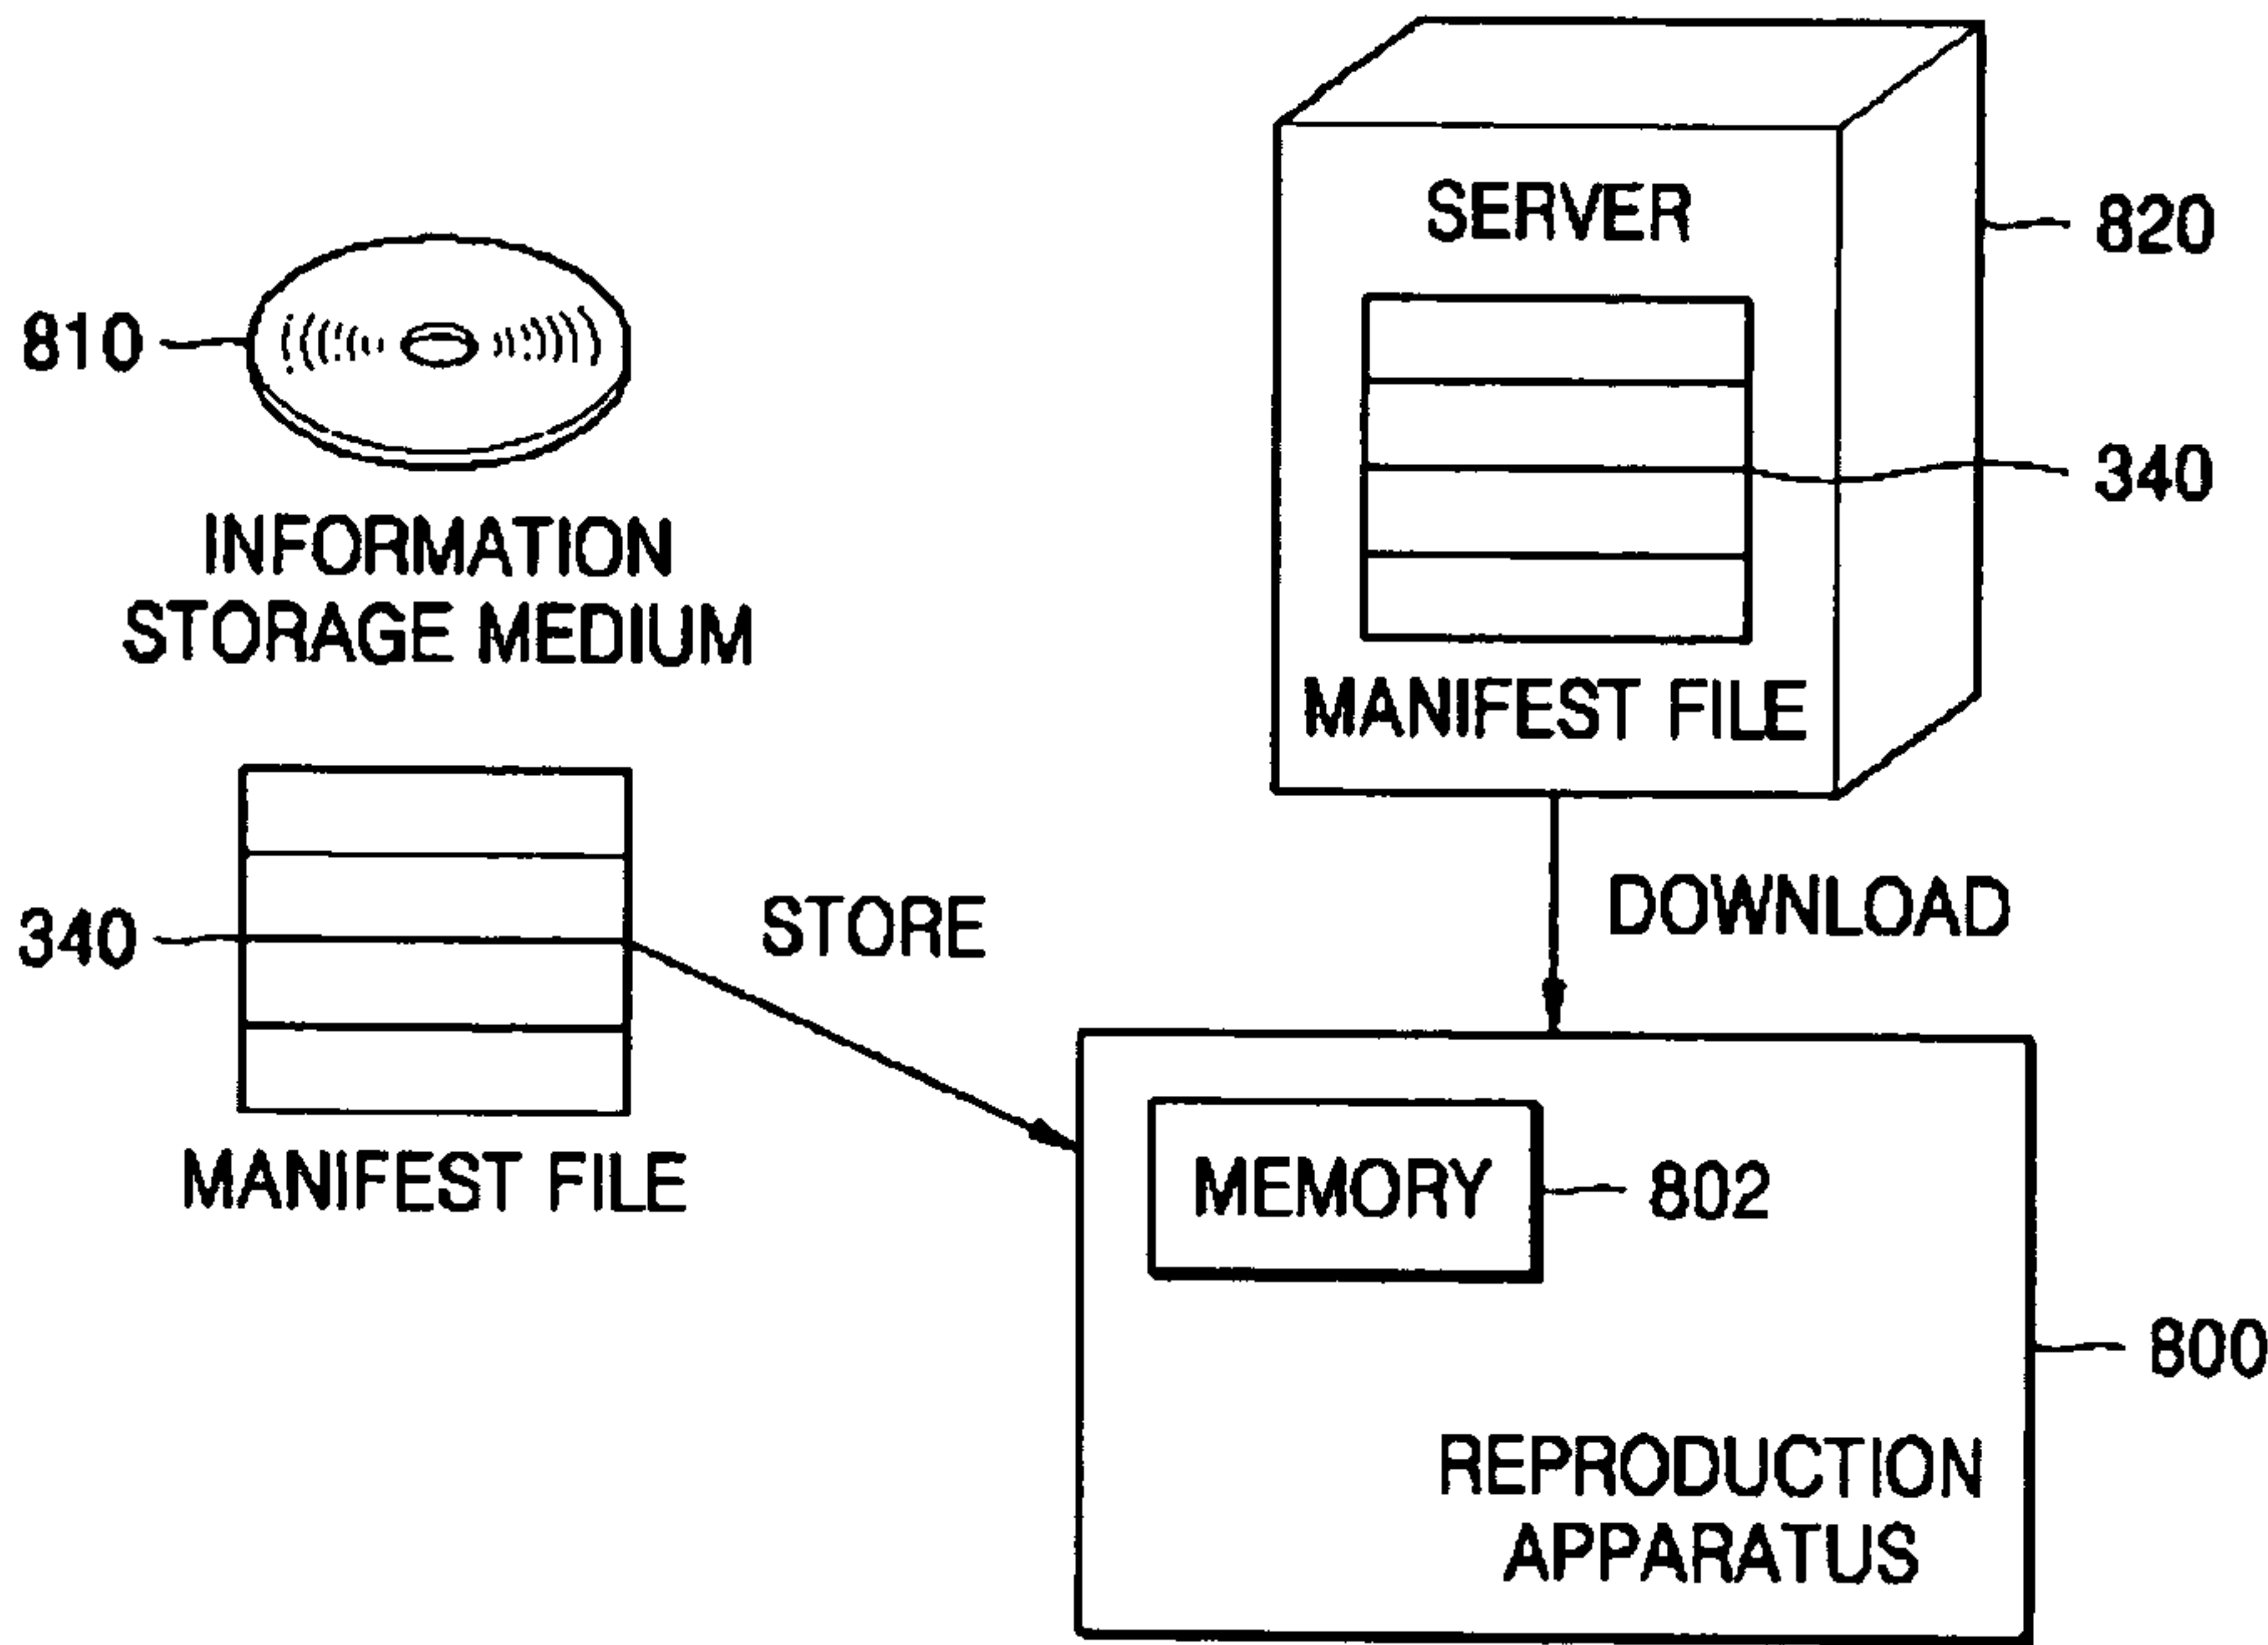 SERVER
820
810
340
INFORMATION
STORAGE MEDIUM
MANIFEST FILE
340
STORE
DOWNLOAD
MANIFEST FILE
MEMORY
802
800
REPRODUCTION
APPARATUS